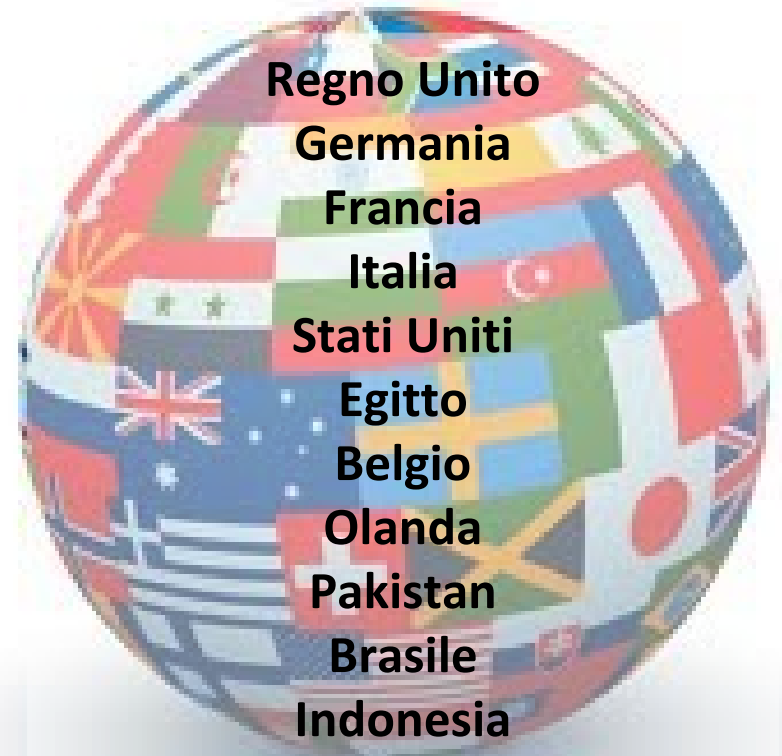 Regno Unito
Germania
Francia
Italia
Stati Uniti
Egitto
Belgio
Olanda
Pakistan
Brasile
Indonesia